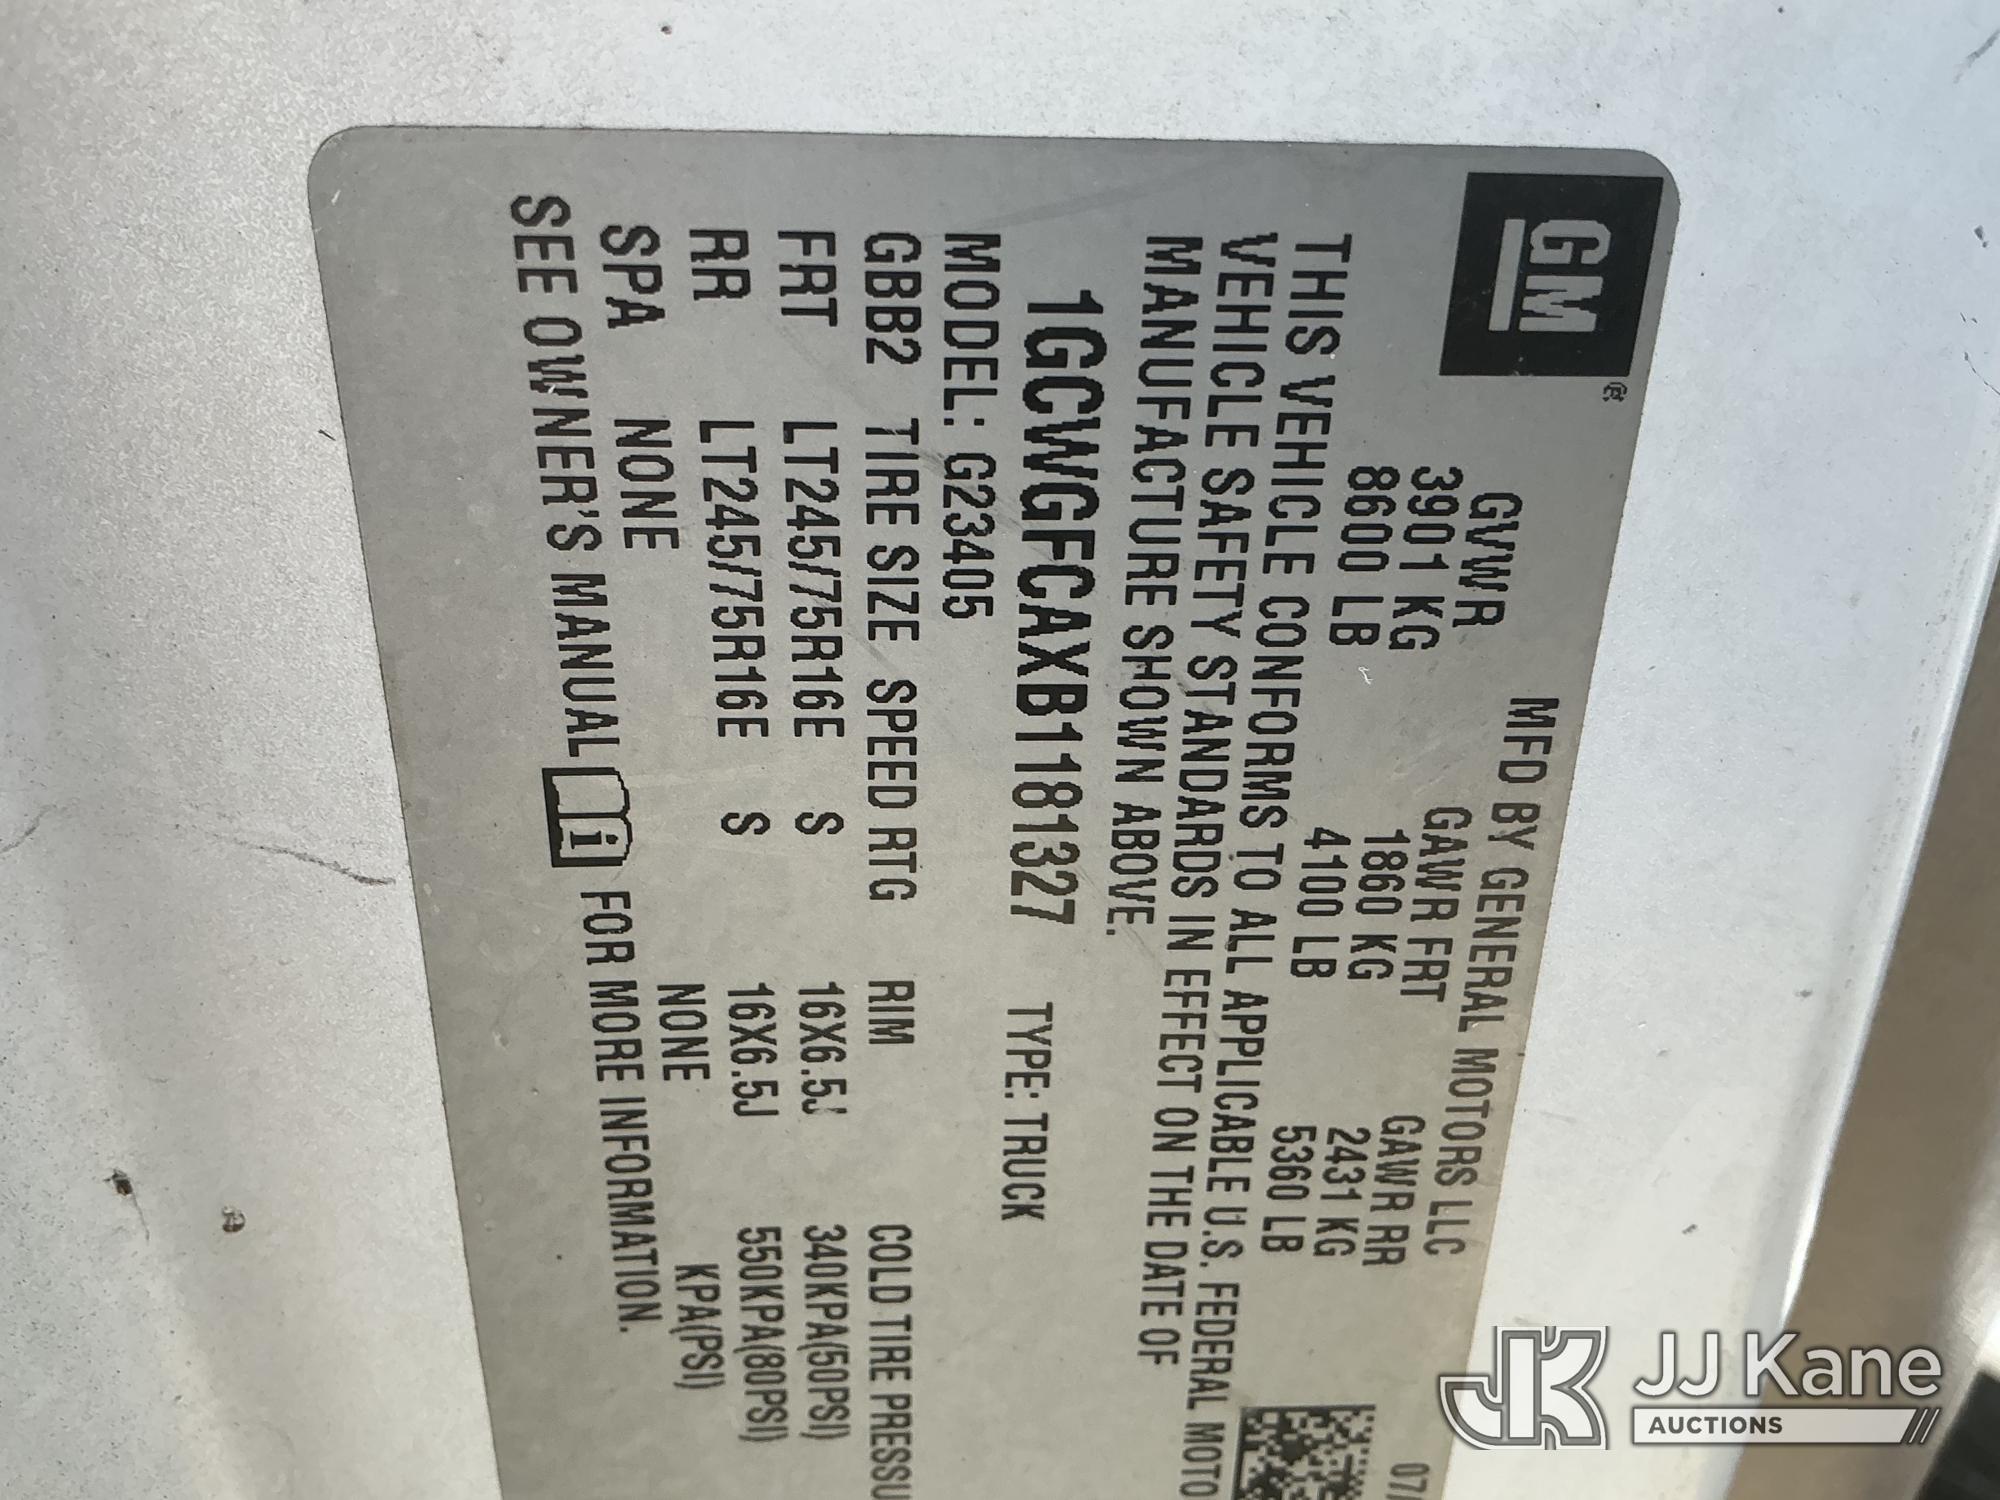 GM
MFD BY GENERAL MOTORS LLC 07/
GVWR GAWR FRT GAWR RR
3901 KG 1860 KG 2431 KG
8600 LB 4100 LB 5360 LB
THIS VEHICLE CONFORMS TO ALL APPLICABLE U.S. FEDERAL MOTO
VEHICLE SAFETY STANDARDS IN EFFECT ON THE DATE OF
MANUFACTURE SHOWN ABOVE.
1GCWGFCAXB1181327 TYPE: TRUCK
MODEL: G23405
GBB2 TIRE SIZE SPEED RTG RIM COLD TIRE PRESSU
FRT LT245/75R16E S 16X6.5J 340KPA(50PSI)
RR LT245/75R16E S 16X6.5J 550KPA(80PSI)
SPA NONE NONE KPA(PSI)
SEE OWNER'S MANUAL i FOR MORE INFORMATION.
JK JJ Kane
AUCTIONS